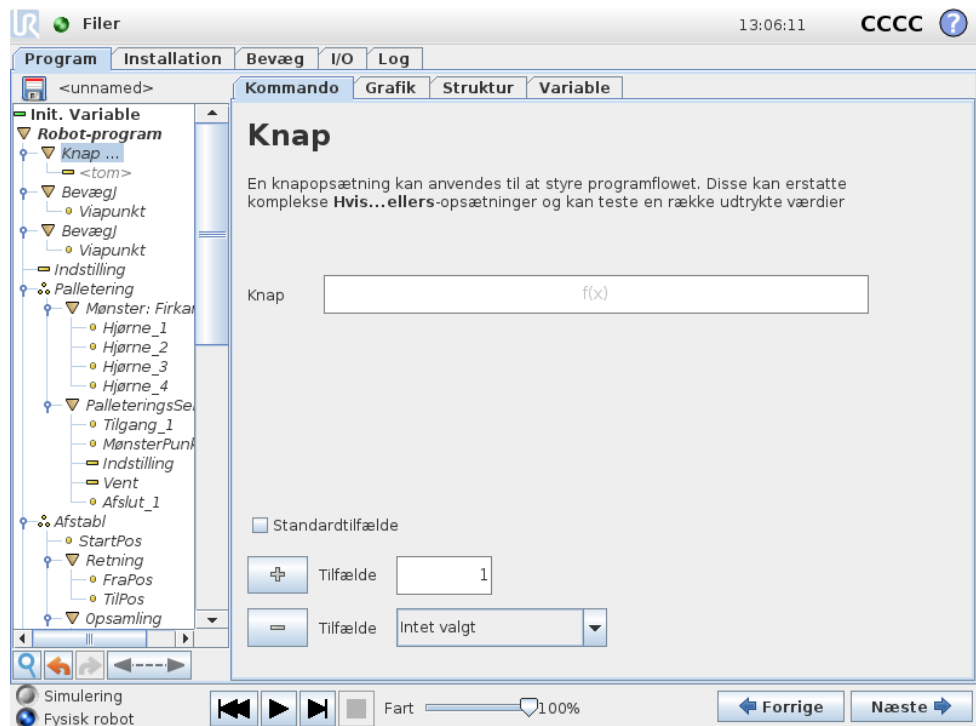 UR Filer 13:06:11 CCCC ?
Program Installation Bevæg I/O Log
<unnamed>
Kommando Grafik Struktur Variable
Init. Variable
Robot-program
Knap ...
<tom>
BevægJ
Viapunkt
BevægJ
Viapunkt
Indstilling
Palletering
Mønster: Firkan
Hjørne_1
Hjørne_2
Hjørne_3
Hjørne_4
PalleteringsSe
Tilgang_1
MønsterPunk
Indstilling
Vent
Afslut_1
Afstabl
StartPos
Retning
FraPos
TilPos
Opsamling
Knap
En knapopsætning kan anvendes til at styre programflowet. Disse kan erstatte
komplekse Hvis...ellers-opsætninger og kan teste en række udtrykte værdier
Knap f(x)
Standardtilfælde
Tilfælde 1
Tilfælde Intet valgt
Simulering
Fysisk robot
Fart 100%
Forrige Næste